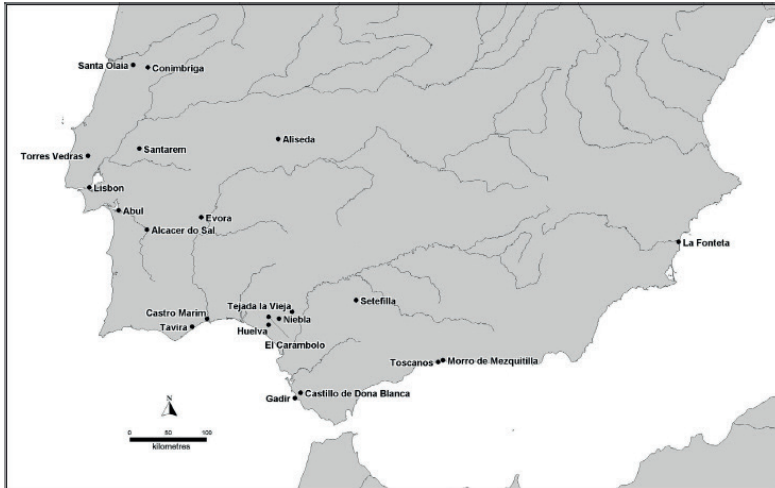 Santa Olaia
Conimbriga
Aliseda
Santarem
Torres Vedras
Lisbon
Abul
Evora
Alcacer do Sal
La Fonteta
Setefilla
Tejada la Vieja
Castro Marim
Niebla
Tavira
Huelva
El Carambolo
Toscanos
Morro de Mezquitilla
Castillo de Dona Blanca
Gadir
N
0 50 100
kilometres